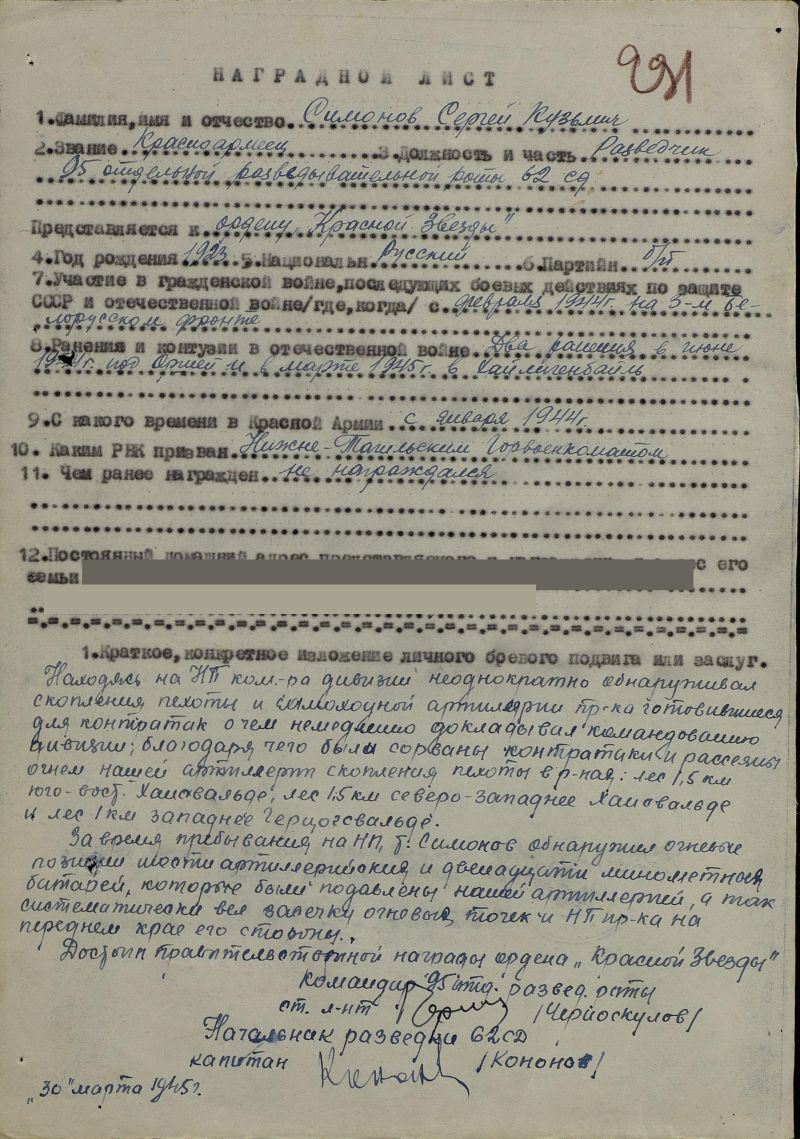 231
НАГРАДНОЙ ЛИСТ
1.Фамилия,имя и отчество Симонов Сергей Кузьмич
2.Звание Красноармеец 3.Должность и часть Разведчик
95 отдельной разведывательной роты 62 сд
Представляется к ордену „Красной Звезды"
4.Год рождения 1923 5.Национальн Русский 6.Партийн б/п
7.Участие в гражданской войне,последующих боевых действиях по защите
СССР и отечественной войне/где,когда/ с февраля 1944г. на 3-м Бе-
лорусском фронте
8.Ранения и контузии в отечественной войне Два ранения в июне
1944г. под Оршей и в марте 1945г. в Хайлигенбайль
9.С какого времени в Красной Армии с января 1944г.
10. Каким РВК призван Нижне-Тагильским Горвоенкоматом
11. Чем ранее награжден не награждался
12.Постоянный домашний адрес его
семьи
1.Краткое,конкретное изложение личного боевого подвига или заслуг.
Находясь на НП ком-ра дивизии неоднократно обнаруживал
скопления пехоты и самоходной артиллерии пр-ка готовившиеся
для контратак о чем немедленно докладывал командованию
дивизии; благодаря чего были сорваны контратаки и рассеяны
огнем нашей артиллерии скопления пехоты в р-нах: лес 1,5 км
юго-вост. Хайвальде; лес 1,5 км северо-западнее Хайвальде
и лес 1 км западнее Герцогсвальде.
За время пребывания на НП, т. Симонов обнаружил огневые
позиции шести артиллерийских и двенадцати минометных
батарей, которые были подавлены нашей артиллерией, а так
систематически вел засечку огневых точек и НП пр-ка на
переднем крае его стороны.
Достоин правительственной награды ордена „Красной Звезды"
Командир 95 отд. развед. роты
ст. л-нт /Черноскулов/
Начальник разведки 62СД
капитан /Кононов/
„30" марта 1945г.